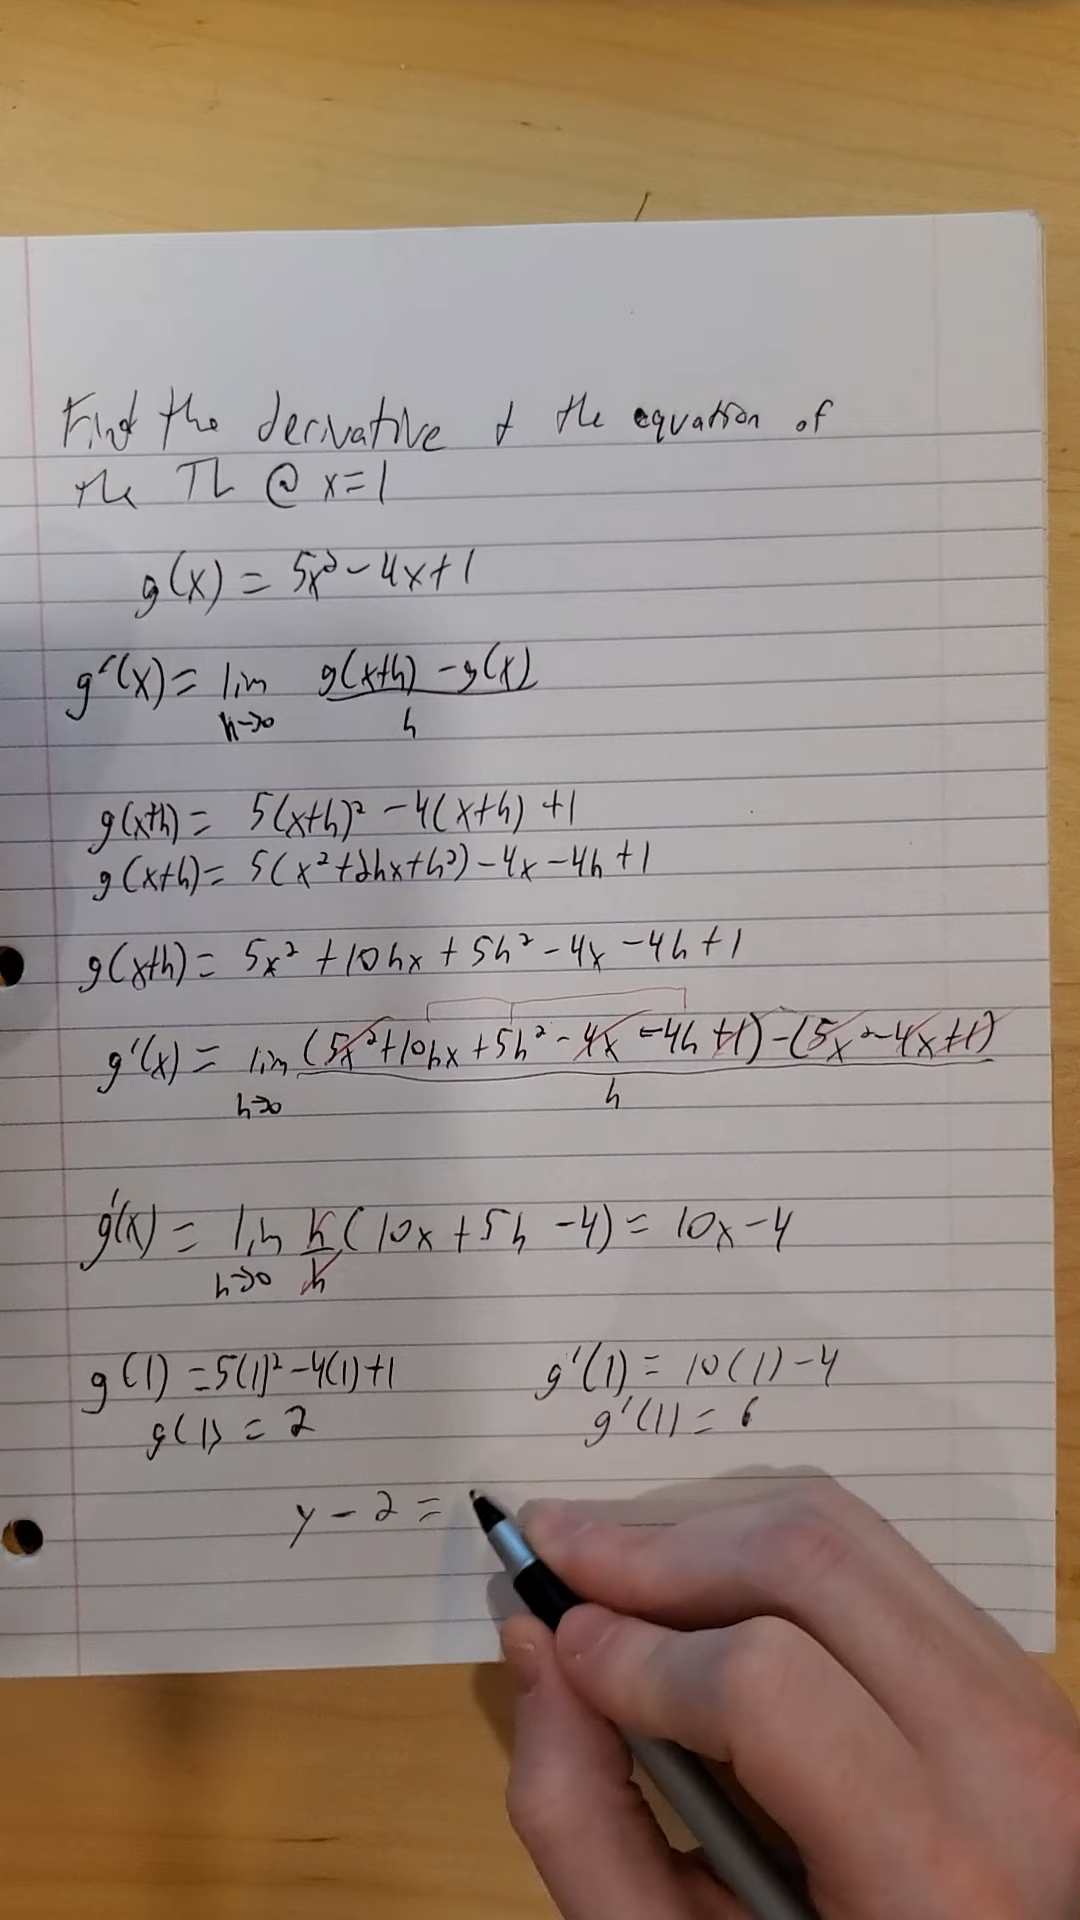 Find the derivative & the equation of
the TL @ x=1
g(x) = 5x² - 4x + 1
g'(x) = lim h→0 g(x+h) - g(x) / h
g(x+h) = 5(x+h)² - 4(x+h) + 1
g(x+h) = 5(x² + 2hx + h²) - 4x - 4h + 1
g(x+h) = 5x² + 10hx + 5h² - 4x - 4h + 1
g'(x) = lim h→0 (5x² + 10hx + 5h² - 4x - 4h + 1) - (5x² - 4x + 1) / h
g'(x) = lim h→0 h/h (10x + 5h - 4) = 10x - 4
g(1) = 5(1)² - 4(1) + 1 g'(1) = 10(1) - 4
g(1) = 2 g'(1) = 6
y - 2 =